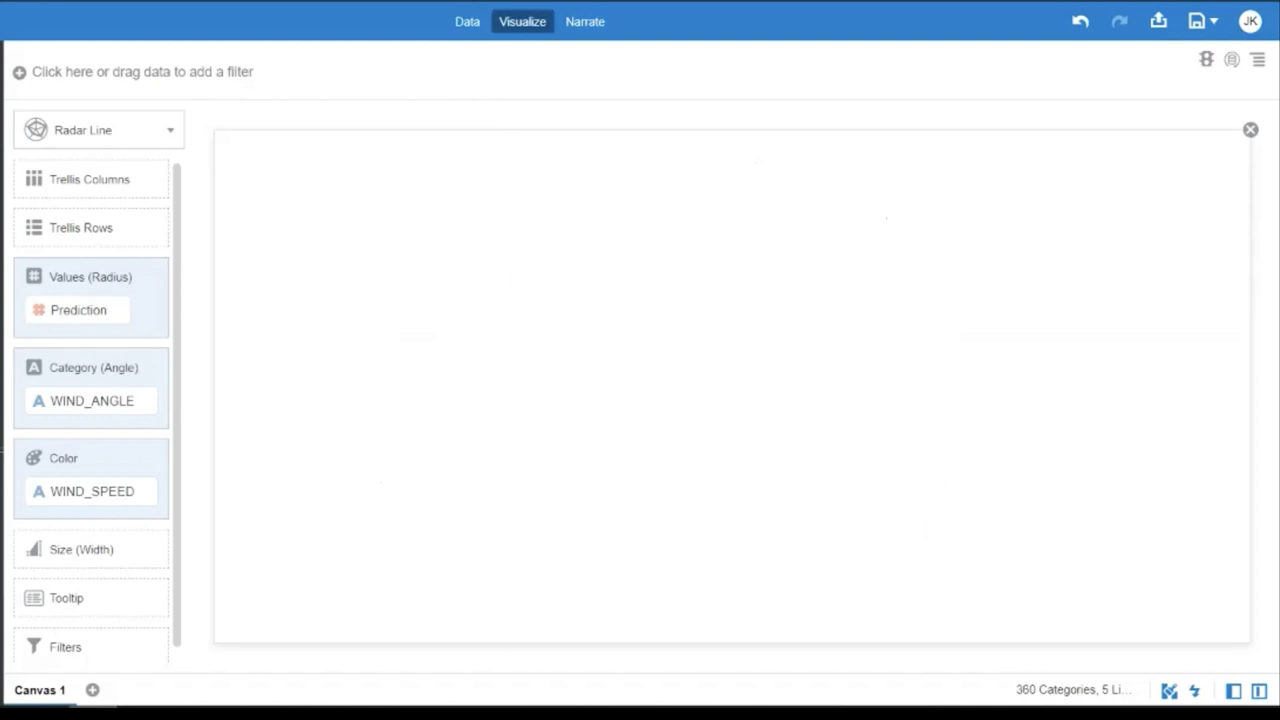 Data Visualize Narrate
JK
Click here or drag data to add a filter
Radar Line
Trellis Columns
Trellis Rows
Values (Radius)
Prediction
A Category (Angle)
A WIND_ANGLE
Color
A WIND_SPEED
Size (Width)
Tooltip
Filters
Canvas 1
360 Categories, 5 Li...